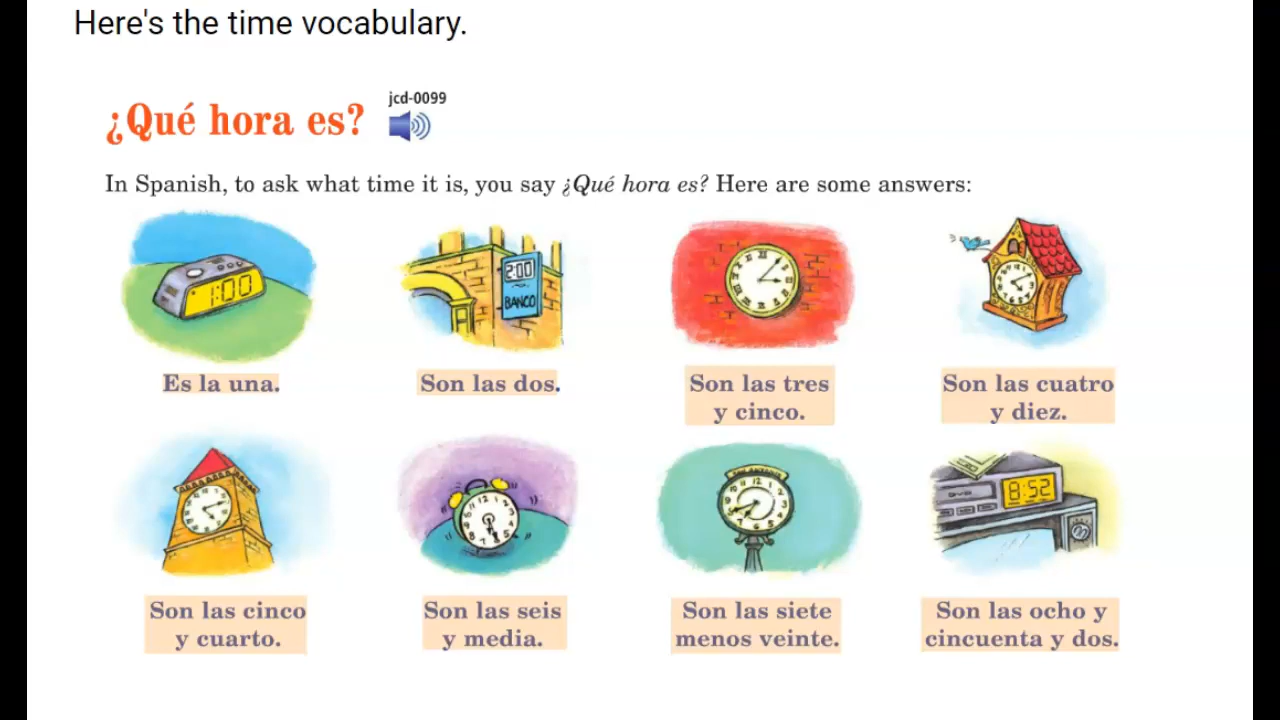 Here's the time vocabulary.
jcd-0099
¿Qué hora es?
In Spanish, to ask what time it is, you say ¿Qué hora es? Here are some answers:
1:00
2:00
BANCO
Es la una.
Son las dos.
Son las tres
y cinco.
Son las cuatro
y diez.
8:52
Son las cinco
y cuarto.
Son las seis
y media.
Son las siete
menos veinte.
Son las ocho y
cincuenta y dos.